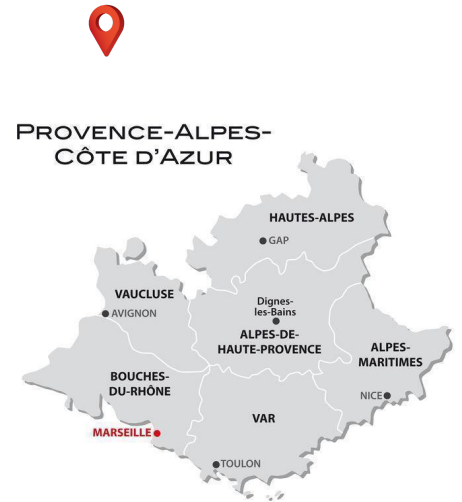 PROVENCE-ALPES-
CÔTE D'AZUR
HAUTES-ALPES
GAP
VAUCLUSE
AVIGNON
Dignes-
les-Bains
ALPES-DE-
HAUTE-PROVENCE
ALPES-
MARITIMES
NICE
BOUCHES-
DU-RHÔNE
MARSEILLE
VAR
TOULON